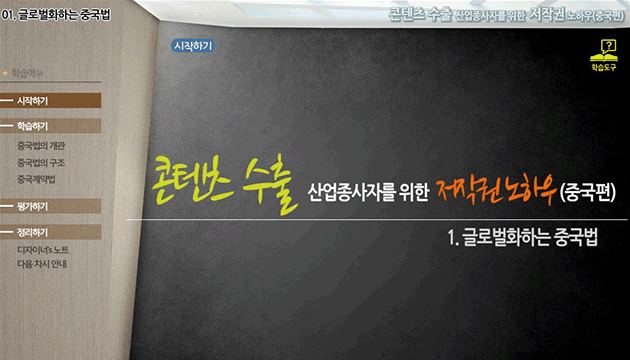 01. 글로벌화하는 중국법
콘텐츠 수출 산업종사자를 위한 저작권 노하우(중국편)
시작하기
?
학습도구
학습메뉴
시작하기
학습하기
중국법의 개관
중국법의 구조
중국계약법
평가하기
정리하기
디자이너's 노트
다음 차시 안내
콘텐츠 수출 산업종사자를 위한 저작권 노하우 (중국편)
1. 글로벌화하는 중국법